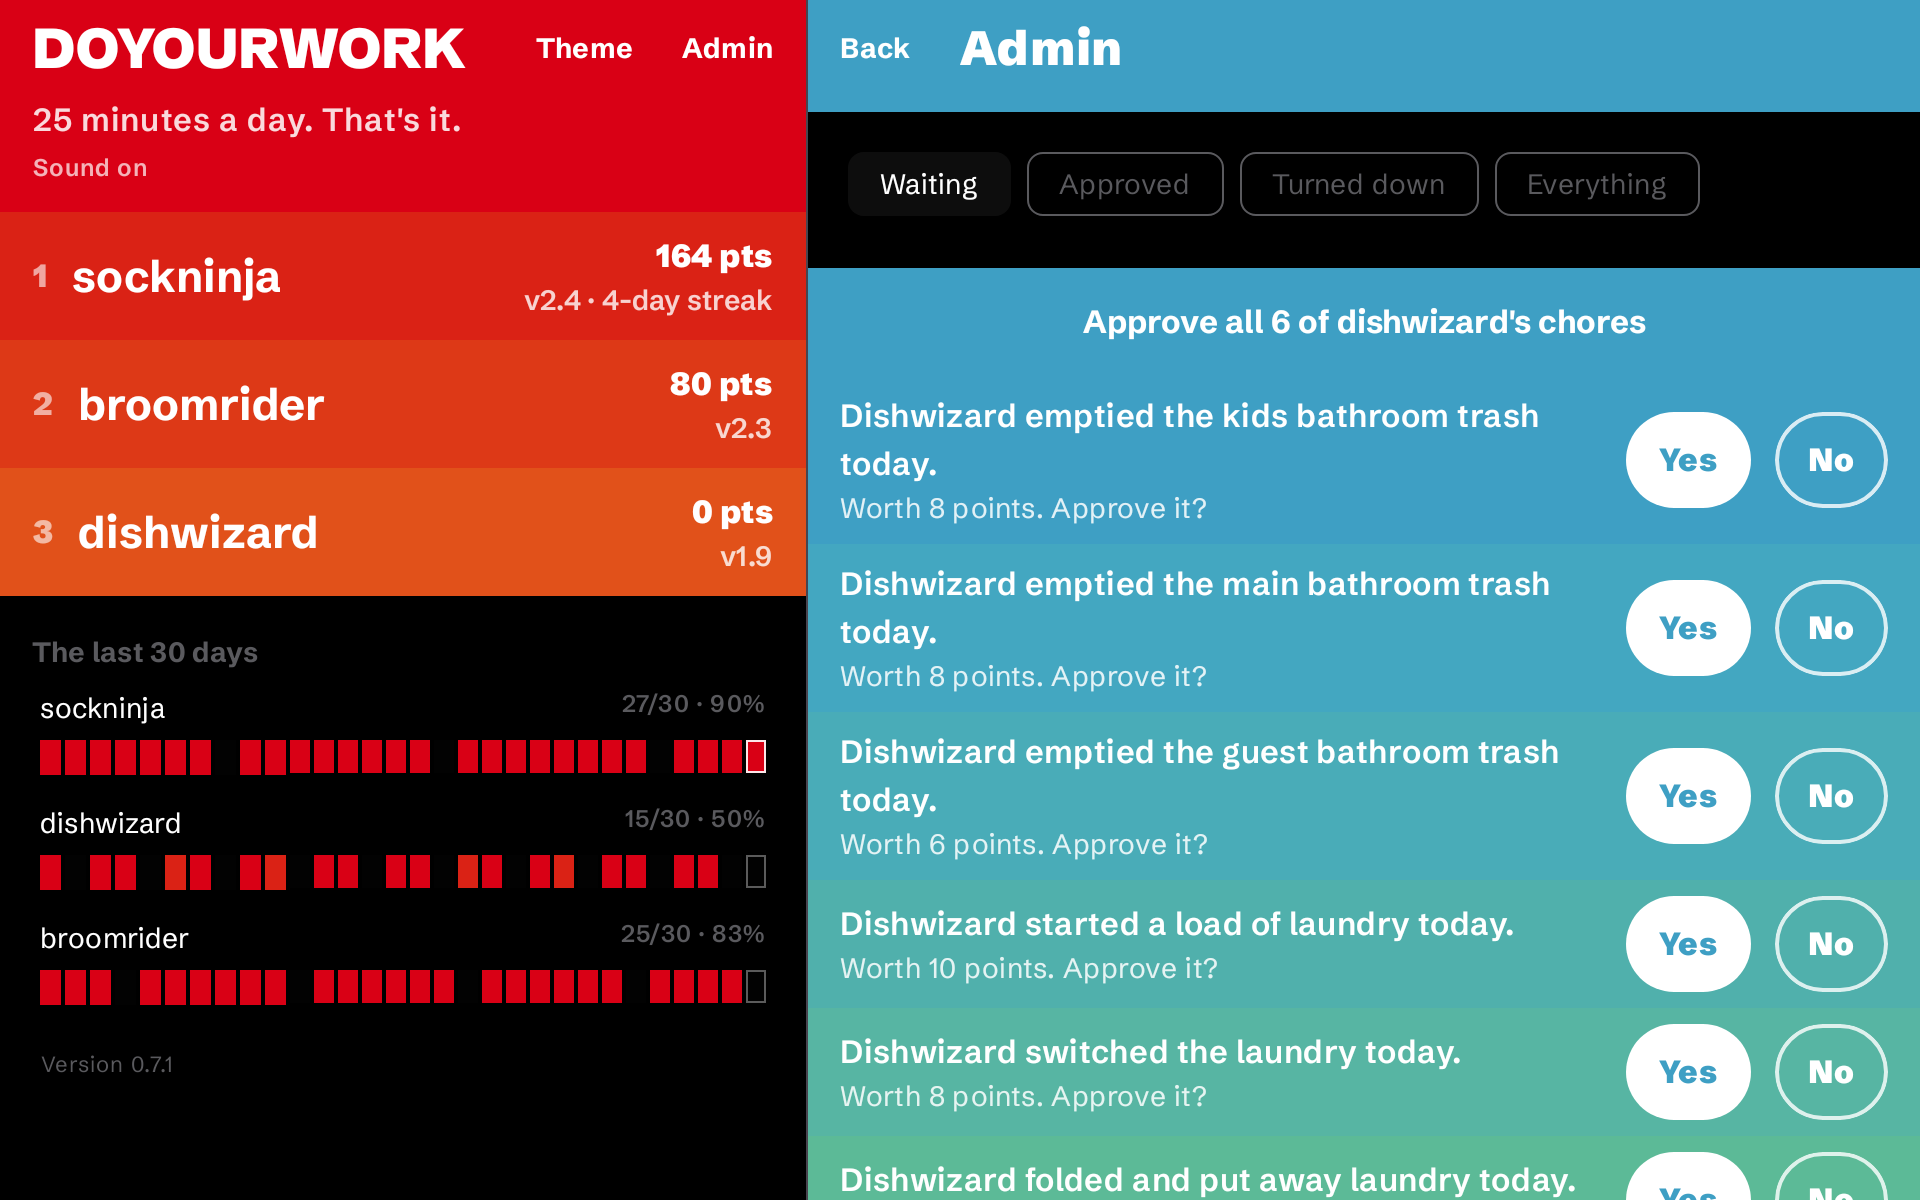 DOYOURWORK
Theme
Admin
25 minutes a day. That's it.
Sound on
1 sockninja
164 pts
v2.4 · 4-day streak
2 broomrider
80 pts
v2.3
3 dishwizard
0 pts
v1.9
The last 30 days
sockninja
27/30 · 90%
dishwizard
15/30 · 50%
broomrider
25/30 · 83%
Version 0.7.1
Back
Admin
Waiting
Approved
Turned down
Everything
Approve all 6 of dishwizard's chores
Dishwizard emptied the kids bathroom trash
today.
Worth 8 points. Approve it?
Yes
No
Dishwizard emptied the main bathroom trash
today.
Worth 8 points. Approve it?
Yes
No
Dishwizard emptied the guest bathroom trash
today.
Worth 6 points. Approve it?
Yes
No
Dishwizard started a load of laundry today.
Worth 10 points. Approve it?
Yes
No
Dishwizard switched the laundry today.
Worth 8 points. Approve it?
Yes
No
Dishwizard folded and put away laundry today.
Yes
No